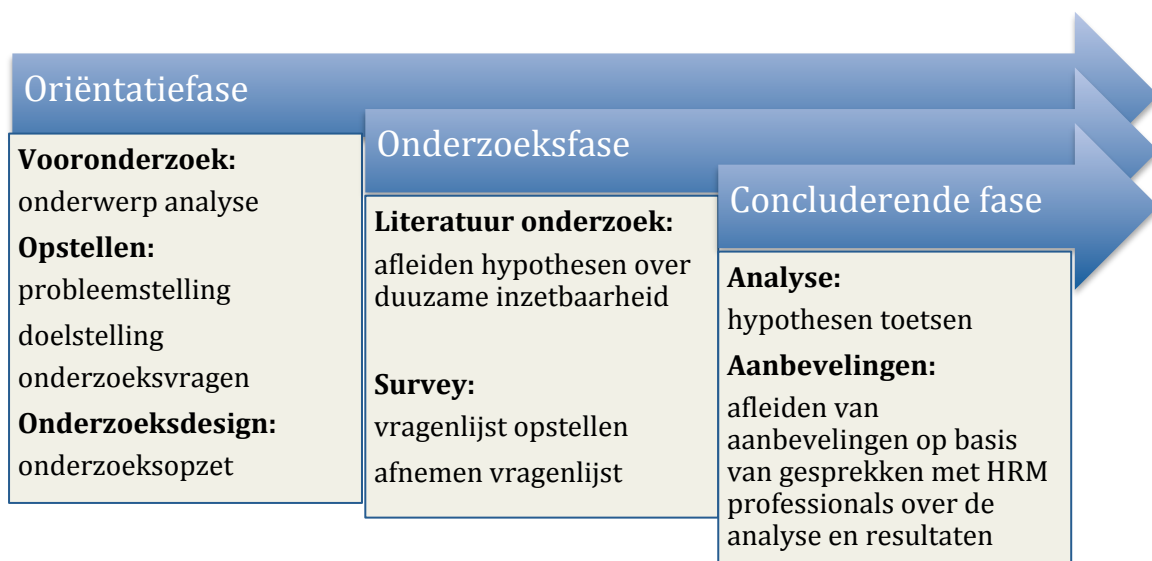 Oriëntatiefase
Vooronderzoek:
onderwerp analyse
Opstellen:
probleemstelling
doelstelling
onderzoeksvragen
Onderzoeksdesign:
onderzoeksopzet
Onderzoeksfase
Literatuur onderzoek:
afleiden hypothesen over
duuzame inzetbaarheid
Survey:
vragenlijst opstellen
afnemen vragenlijst
Concluderende fase
Analyse:
hypothesen toetsen
Aanbevelingen:
afleiden van
aanbevelingen op basis
van gesprekken met HRM
professionals over de
analyse en resultaten